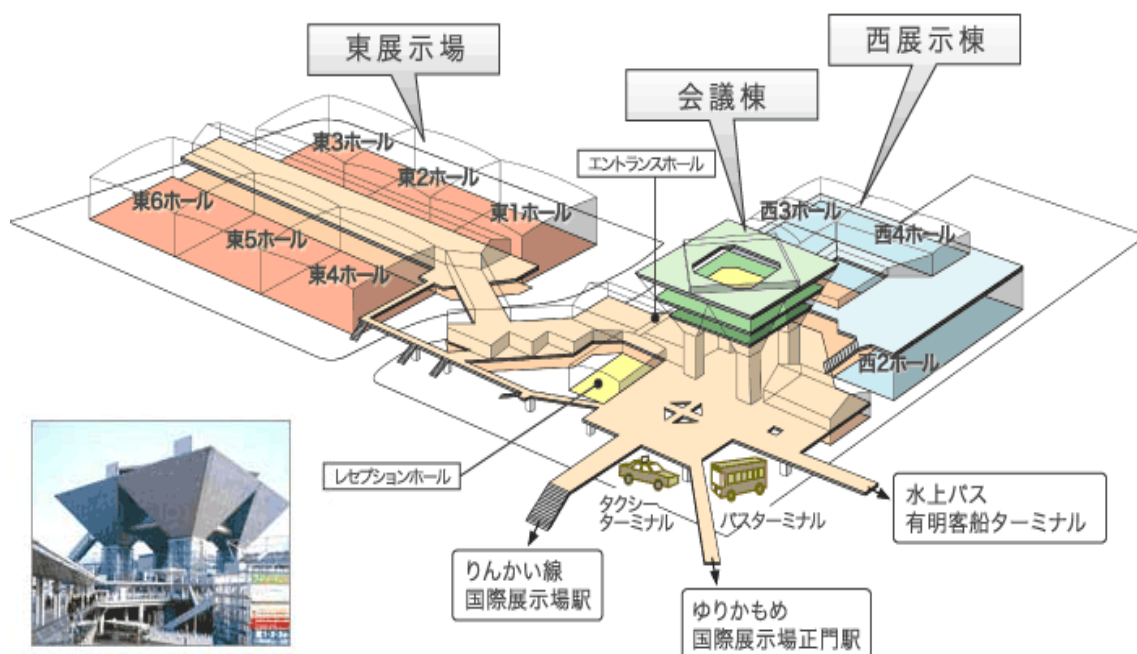 東展示場
西展示棟
会議棟
エントランスホール
東3ホール
東2ホール
東1ホール
東6ホール
東5ホール
東4ホール
西3ホール
西4ホール
西2ホール
レセプションホール
タクシー
ターミナル
バスターミナル
水上バス
有明客船ターミナル
りんかい線
国際展示場駅
ゆりかもめ
国際展示場正門駅